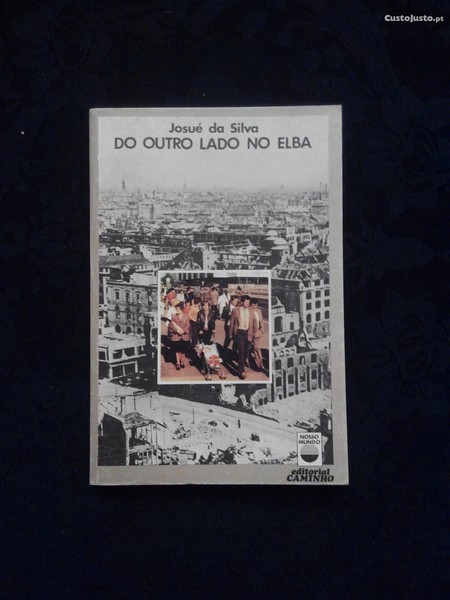 CustoJusto.pt
Josué da Silva
DO OUTRO LADO NO ELBA
NOSSO
MUNDO
editorial
CAMINHO